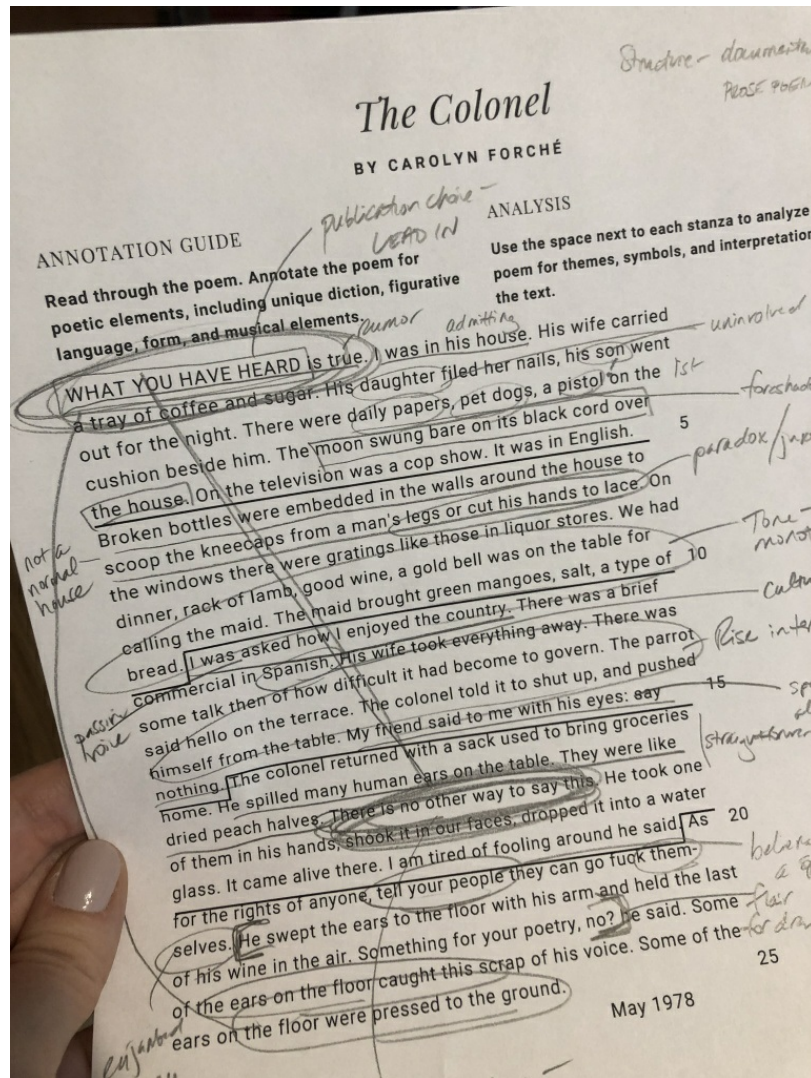 Structure - documenta
PROSE POEM
The Colonel
BY CAROLYN FORCHÉ
publication choice -
LEAD IN
ANNOTATION GUIDE
Read through the poem. Annotate the poem for
poetic elements, including unique diction, figurative
language, form, and musical elements.
ANALYSIS
Use the space next to each stanza to analyze
poem for themes, symbols, and interpretation
the text.
rumor
admitting
WHAT YOU HAVE HEARD is true. I was in his house. His wife carried
uninvolved
a tray of coffee and sugar. His daughter filed her nails, his son went
1st
out for the night. There were daily papers, pet dogs, a pistol on the
foreshad
cushion beside him. The moon swung bare on its black cord over
5
the house. On the television was a cop show. It was in English.
paradox/jux
Broken bottles were embedded in the walls around the house to
scoop the kneecaps from a man's legs or cut his hands to lace. On
not a
normal
house
the windows there were gratings like those in liquor stores. We had
Tone -
monot
dinner, rack of lamb, good wine, a gold bell was on the table for
10
calling the maid. The maid brought green mangoes, salt, a type of
cultu
bread. I was asked how I enjoyed the country. There was a brief
commercial in Spanish. His wife took everything away. There was
Rise
passive
voice
some talk then of how difficult it had become to govern. The parrot
said hello on the terrace. The colonel told it to shut up, and pushed
15
himself from the table. My friend said to me with his eyes: say
nothing. The colonel returned with a sack used to bring groceries
straightforwar
home. He spilled many human ears on the table. They were like
dried peach halves. There is no other way to say this. He took one
of them in his hands, shook it in our faces, dropped it into a water
20
glass. It came alive there. I am tired of fooling around he said. As
for the rights of anyone, tell your people they can go fuqk them-
selves. He swept the ears to the floor with his arm and held the last
flair
for dra
of his wine in the air. Something for your poetry, no? he said. Some
of the ears on the floor caught this scrap of his voice. Some of the
25
ears on the floor were pressed to the ground.
May 1978